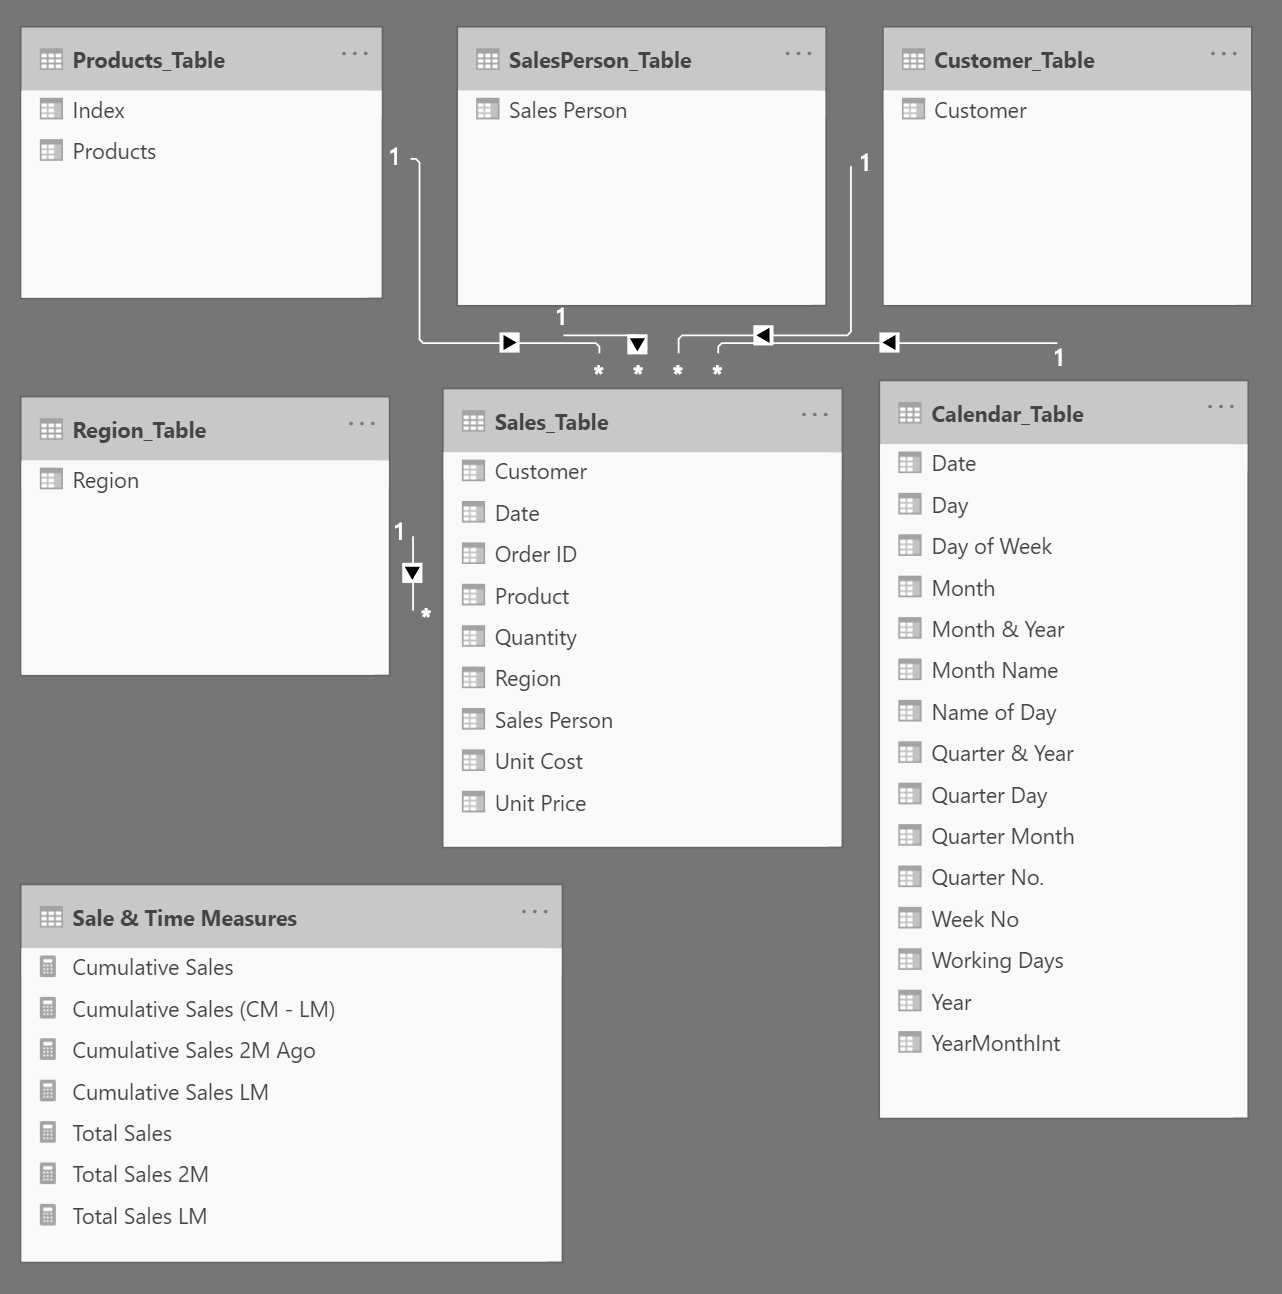 Products_Table
Index
Products
SalesPerson_Table
Sales Person
Customer_Table
Customer
1
1
1
1
*
*
*
*
Region_Table
Region
1
*
Sales_Table
Customer
Date
Order ID
Product
Quantity
Region
Sales Person
Unit Cost
Unit Price
Calendar_Table
Date
Day
Day of Week
Month
Month & Year
Month Name
Name of Day
Quarter & Year
Quarter Day
Quarter Month
Quarter No.
Week No
Working Days
Year
YearMonthInt
Sale & Time Measures
Cumulative Sales
Cumulative Sales (CM - LM)
Cumulative Sales 2M Ago
Cumulative Sales LM
Total Sales
Total Sales 2M
Total Sales LM